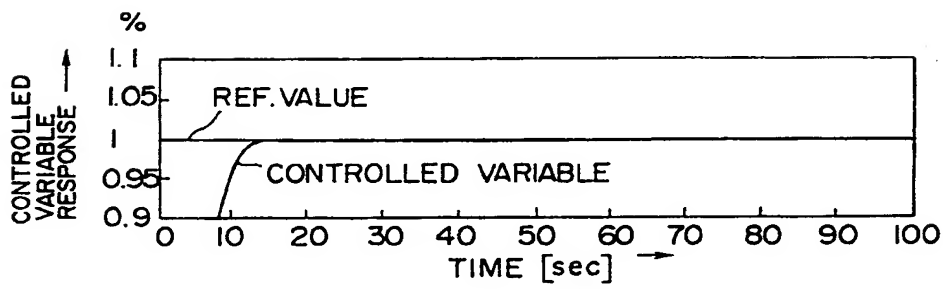 %
CONTROLLED
VARIABLE
RESPONSE
1.1
1.05
1
0.95
0.9
REF. VALUE
CONTROLLED VARIABLE
0 10 20 30 40 50 60 70 80 90 100
TIME [sec]